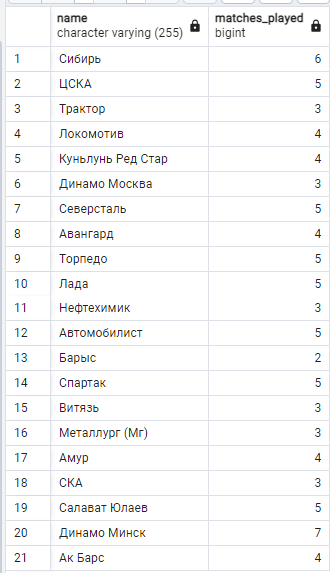 name matches_played
character varying (255) bigint
1 Сибирь 6
2 ЦСКА 5
3 Трактор 3
4 Локомотив 4
5 Куньлунь Ред Стар 4
6 Динамо Москва 3
7 Северсталь 5
8 Авангард 4
9 Торпедо 5
10 Лада 5
11 Нефтехимик 3
12 Автомобилист 5
13 Барыс 2
14 Спартак 5
15 Витязь 3
16 Металлург (Мг) 3
17 Амур 4
18 СКА 3
19 Салават Юлаев 5
20 Динамо Минск 7
21 Ак Барс 4